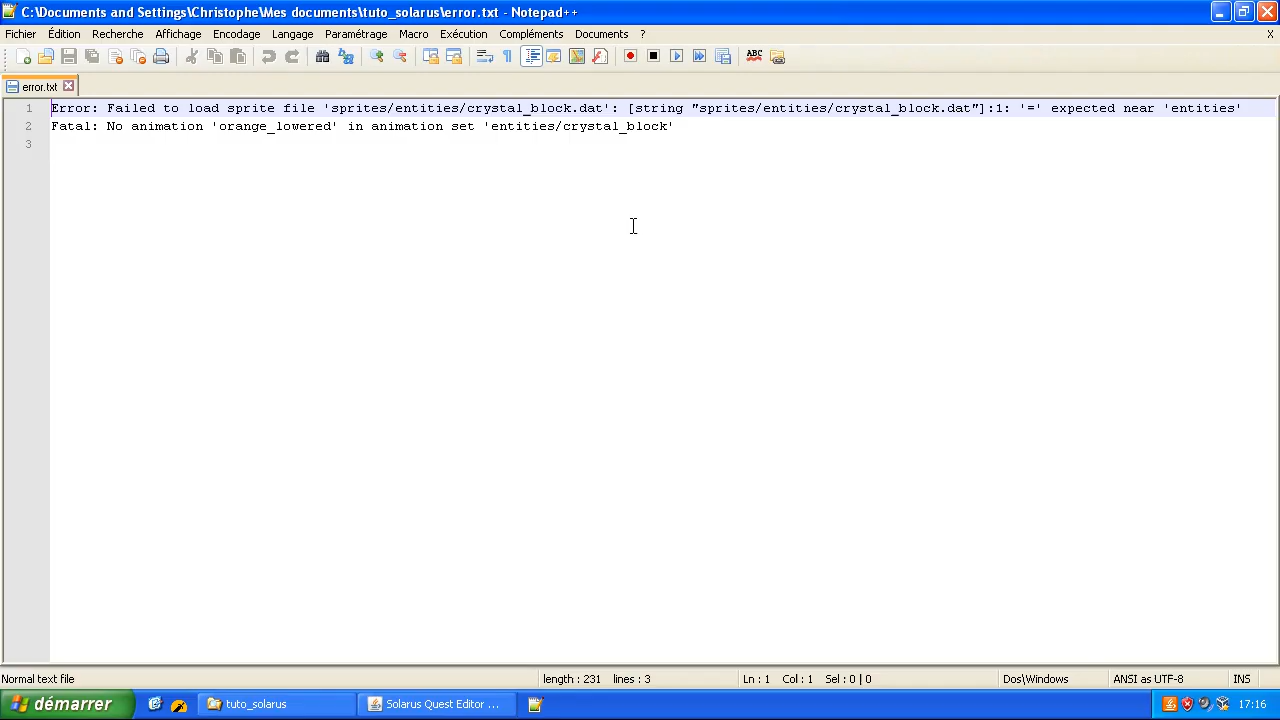 C:\Documents and Settings\Christophe\Mes documents\tuto_solarus\error.txt - Notepad++
Fichier Édition Recherche Affichage Encodage Langage Paramétrage Macro Exécution Compléments Documents ? X
ABC
error.txt
1 Error: Failed to load sprite file 'sprites/entities/crystal_block.dat': [string "sprites/entities/crystal_block.dat"]:1: '=' expected near 'entities'
2 Fatal: No animation 'orange_lowered' in animation set 'entities/crystal_block'
3
Normal text file length : 231 lines : 3 Ln : 1 Col : 1 Sel : 0 | 0 Dos\Windows ANSI as UTF-8 INS
démarrer tuto_solarus Solarus Quest Editor ... 17:16